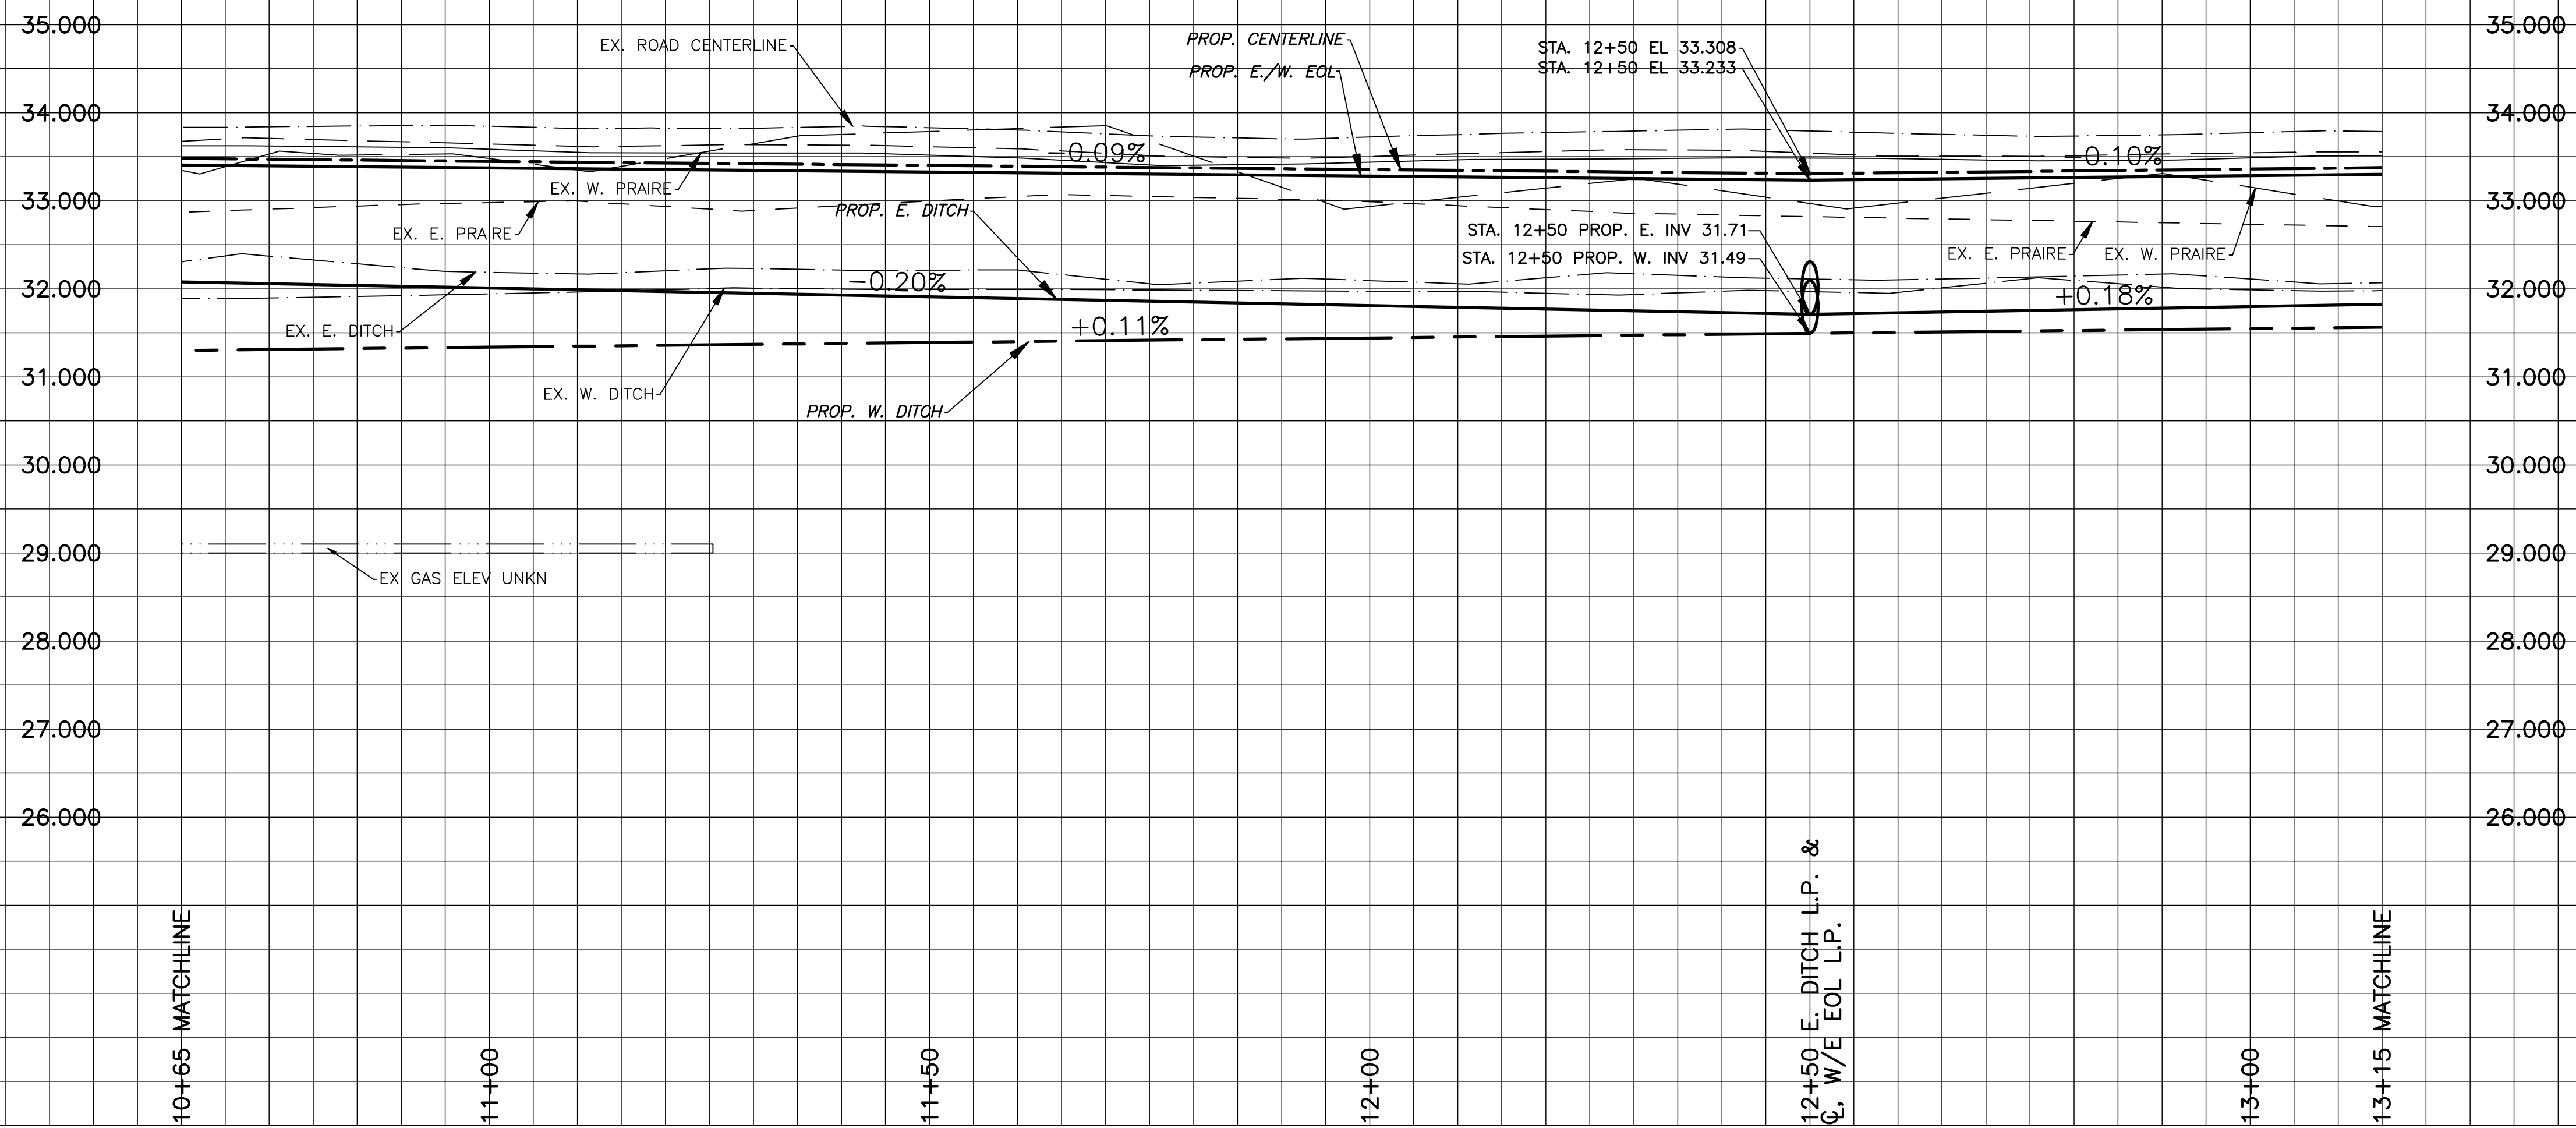 35.000
35.000
EX. ROAD CENTERLINE
PROP. CENTERLINE
PROP. E./W. EOL
STA. 12+50 EL 33.308
STA. 12+50 EL 33.233
34.000
34.000
-0.09%
-0.10%
EX. W. PRAIRE
33.000
33.000
PROP. E. DITCH
EX. E. PRAIRE
STA. 12+50 PROP. E. INV 31.71
STA. 12+50 PROP. W. INV 31.49
EX. E. PRAIRE
EX. W. PRAIRE
32.000
32.000
-0.20%
+0.18%
EX. E. DITCH
+0.11%
31.000
31.000
EX. W. DITCH
PROP. W. DITCH
30.000
30.000
29.000
29.000
EX GAS ELEV UNKN
28.000
28.000
27.000
27.000
26.000
26.000
10+65 MATCHLINE
11+00
11+50
12+00
12+50 E. DITCH L.P. &
℄, W/E EOL L.P.
13+00
13+15 MATCHLINE